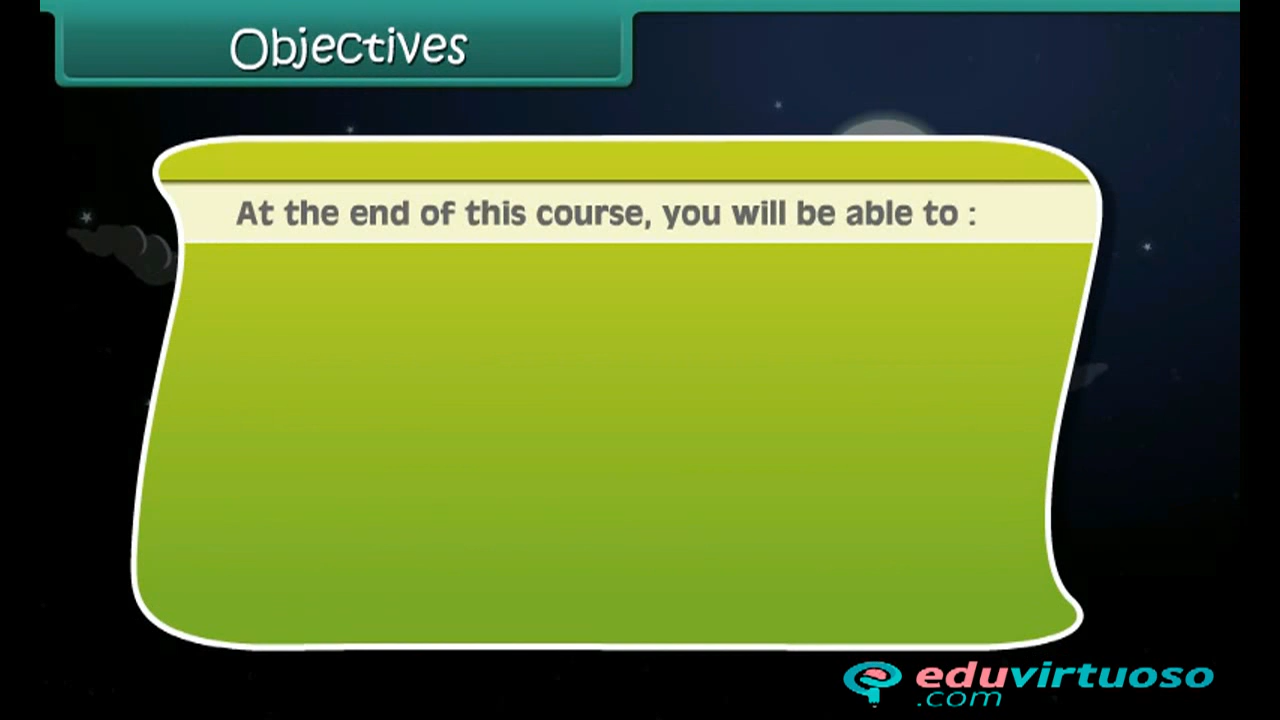 Objectives
At the end of this course, you will be able to :
eduvirtuoso
.com